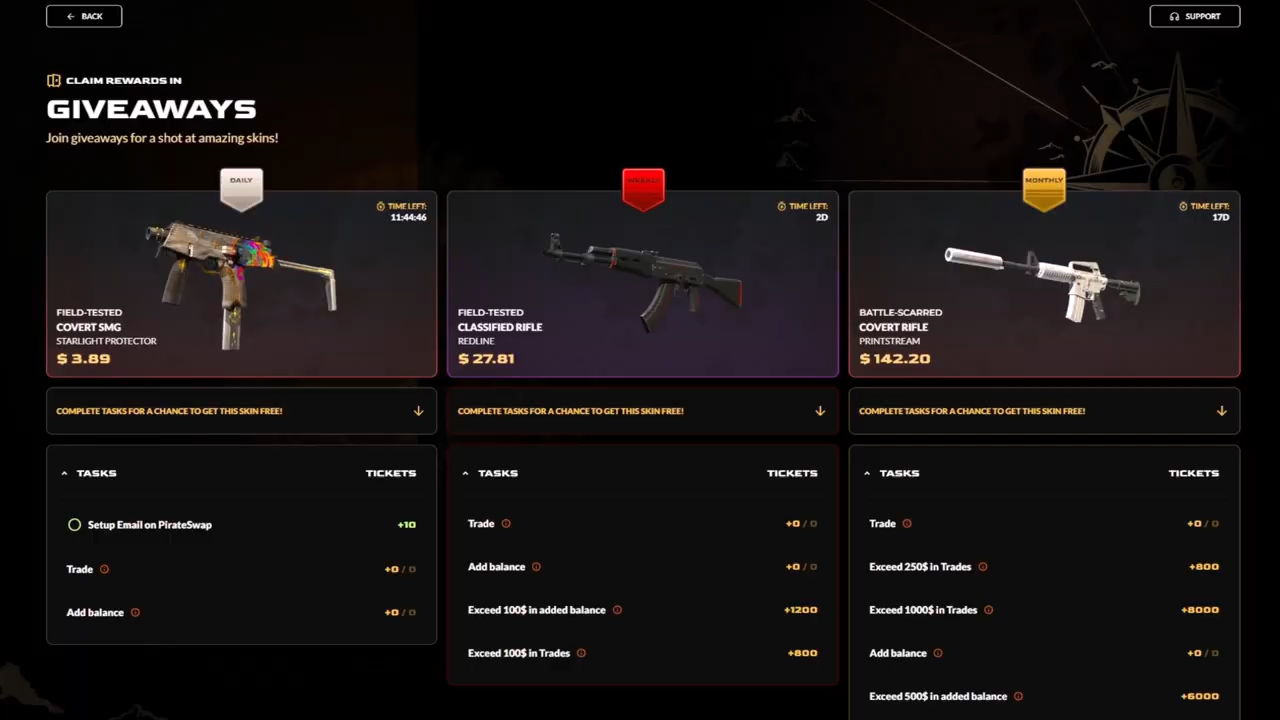 BACK
SUPPORT
CLAIM REWARDS IN
GIVEAWAYS
Join giveaways for a shot at amazing skins!
DAILY
TIME LEFT:
11:44:46
FIELD-TESTED
COVERT SMG
STARLIGHT PROTECTOR
$ 3.89
WEEKLY
TIME LEFT:
2D
FIELD-TESTED
CLASSIFIED RIFLE
REDLINE
$ 27.81
MONTHLY
TIME LEFT:
17D
BATTLE-SCARRED
COVERT RIFLE
PRINTSTREAM
$ 142.20
COMPLETE TASKS FOR A CHANCE TO GET THIS SKIN FREE!
COMPLETE TASKS FOR A CHANCE TO GET THIS SKIN FREE!
COMPLETE TASKS FOR A CHANCE TO GET THIS SKIN FREE!
TASKS TICKETS
Setup Email on PirateSwap +10
Trade +0 / 0
Add balance +0 / 0
TASKS TICKETS
Trade +0 / 0
Add balance +0 / 0
Exceed 100$ in added balance +1200
Exceed 100$ in Trades +800
TASKS TICKETS
Trade +0 / 0
Exceed 250$ in Trades +800
Exceed 1000$ in Trades +8000
Add balance +0 / 0
Exceed 500$ in added balance +6000